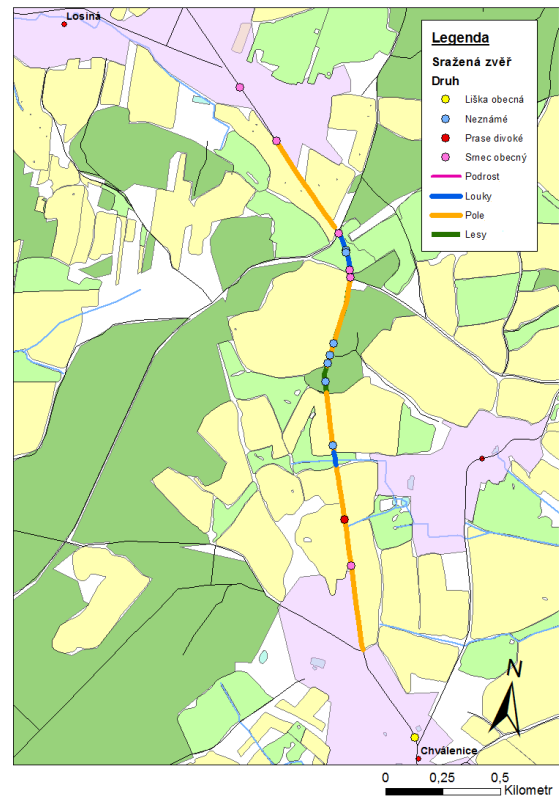 Losiná
Legenda
Sražená zvěř
Druh
Liška obecná
Neznámé
Prase divoké
Srnec obecný
Podrost
Louky
Pole
Lesy
N
Chválenice
0 0,25 0,5
Kilometr